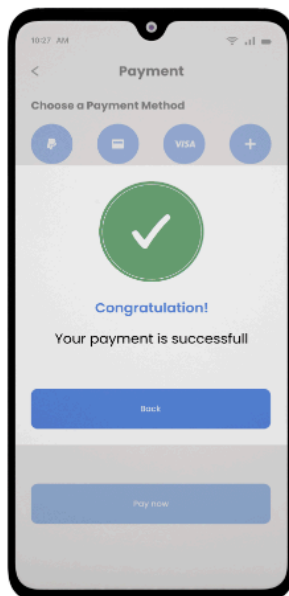 10:27 AM
Payment
Choose a Payment Method
VISA
Congratulation!
Your payment is successfull
Back
Pay now